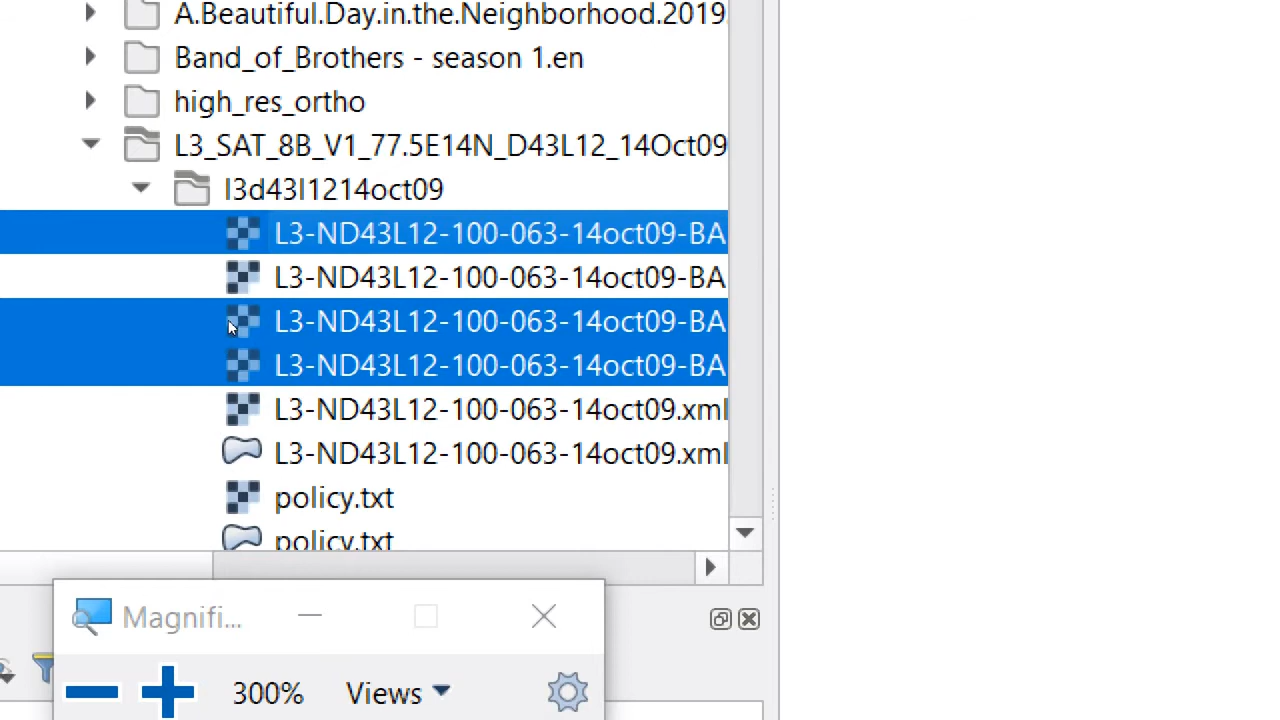 A.Beautiful.Day.in.the.Neighborhood.2019.
Band_of_Brothers - season 1.en
high_res_ortho
L3_SAT_8B_V1_77.5E14N_D43L12_14Oct09
l3d43l1214oct09
L3-ND43L12-100-063-14oct09-BA
L3-ND43L12-100-063-14oct09-BA
L3-ND43L12-100-063-14oct09-BA
L3-ND43L12-100-063-14oct09-BA
L3-ND43L12-100-063-14oct09.xml
L3-ND43L12-100-063-14oct09.xml
policy.txt
policy.txt
Magnifi...
300% Views